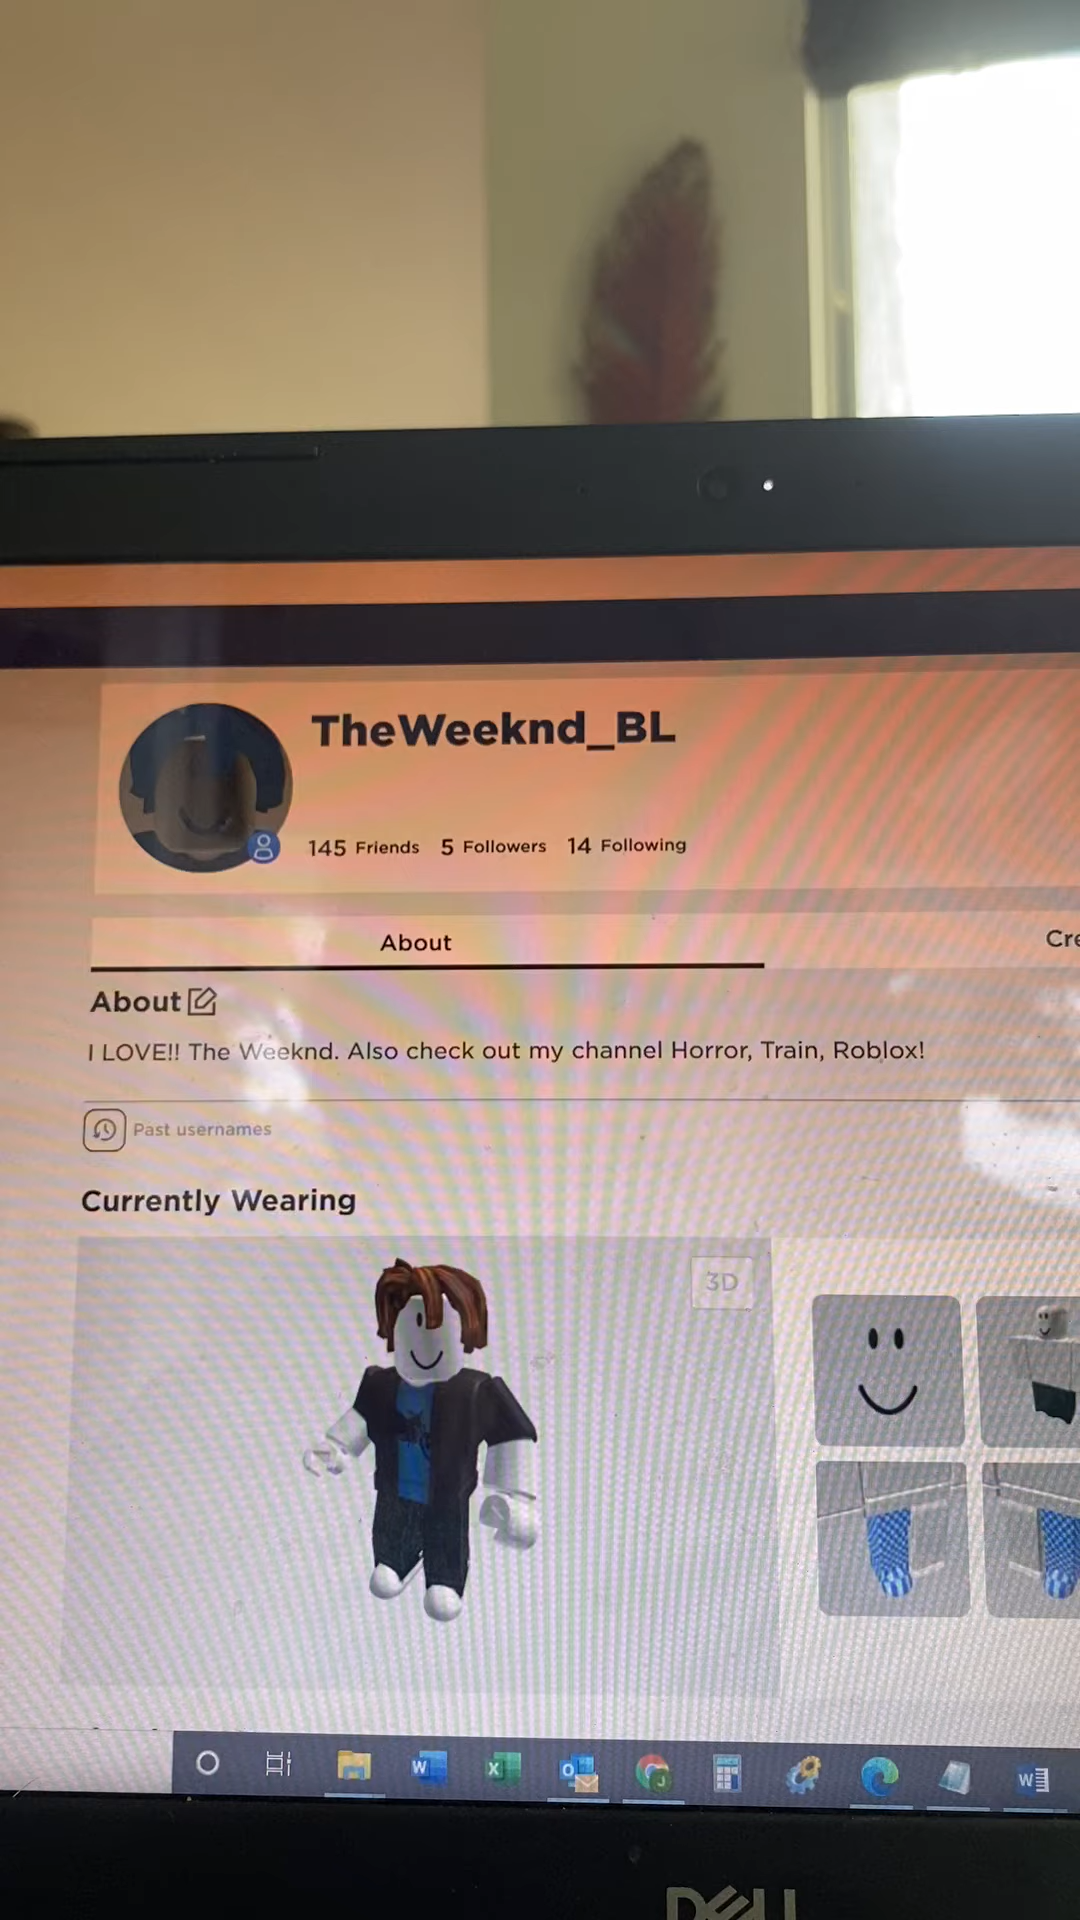 TheWeeknd_BL
145 Friends 5 Followers 14 Following
About
About
I LOVE!! The Weeknd. Also check out my channel Horror, Train, Roblox!
Past usernames
Currently Wearing
3D
DELL